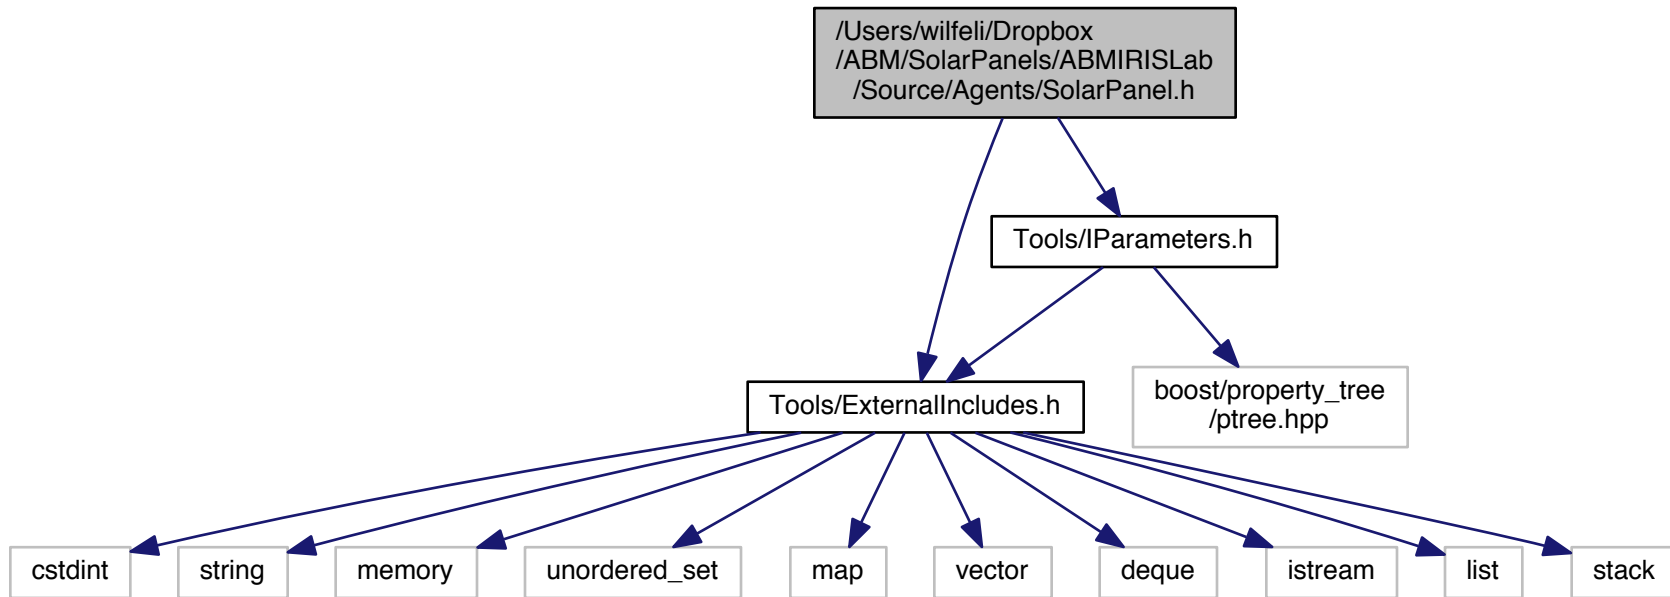 /Users/wilfeli/Dropbox
/ABM/SolarPanels/ABMIRISLab
/Source/Agents/SolarPanel.h
Tools/IParameters.h
boost/property_tree
/ptree.hpp
Tools/ExternalIncludes.h
cstdint
string
memory
unordered_set
map
vector
deque
istream
list
stack